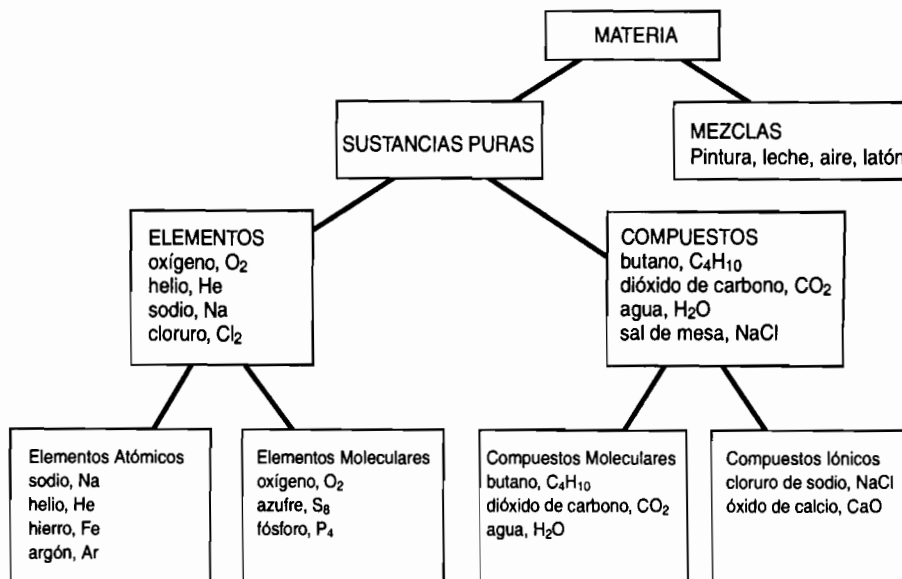 MATERIA
SUSTANCIAS PURAS
MEZCLAS
Pintura, leche, aire, latón
ELEMENTOS
oxígeno, O₂
helio, He
sodio, Na
cloruro, Cl₂
COMPUESTOS
butano, C₄H₁₀
dióxido de carbono, CO₂
agua, H₂O
sal de mesa, NaCl
Elementos Atómicos
sodio, Na
helio, He
hierro, Fe
argón, Ar
Elementos Moleculares
oxígeno, O₂
azufre, S₈
fósforo, P₄
Compuestos Moleculares
butano, C₄H₁₀
dióxido de carbono, CO₂
agua, H₂O
Compuestos Iónicos
cloruro de sodio, NaCl
óxido de calcio, CaO